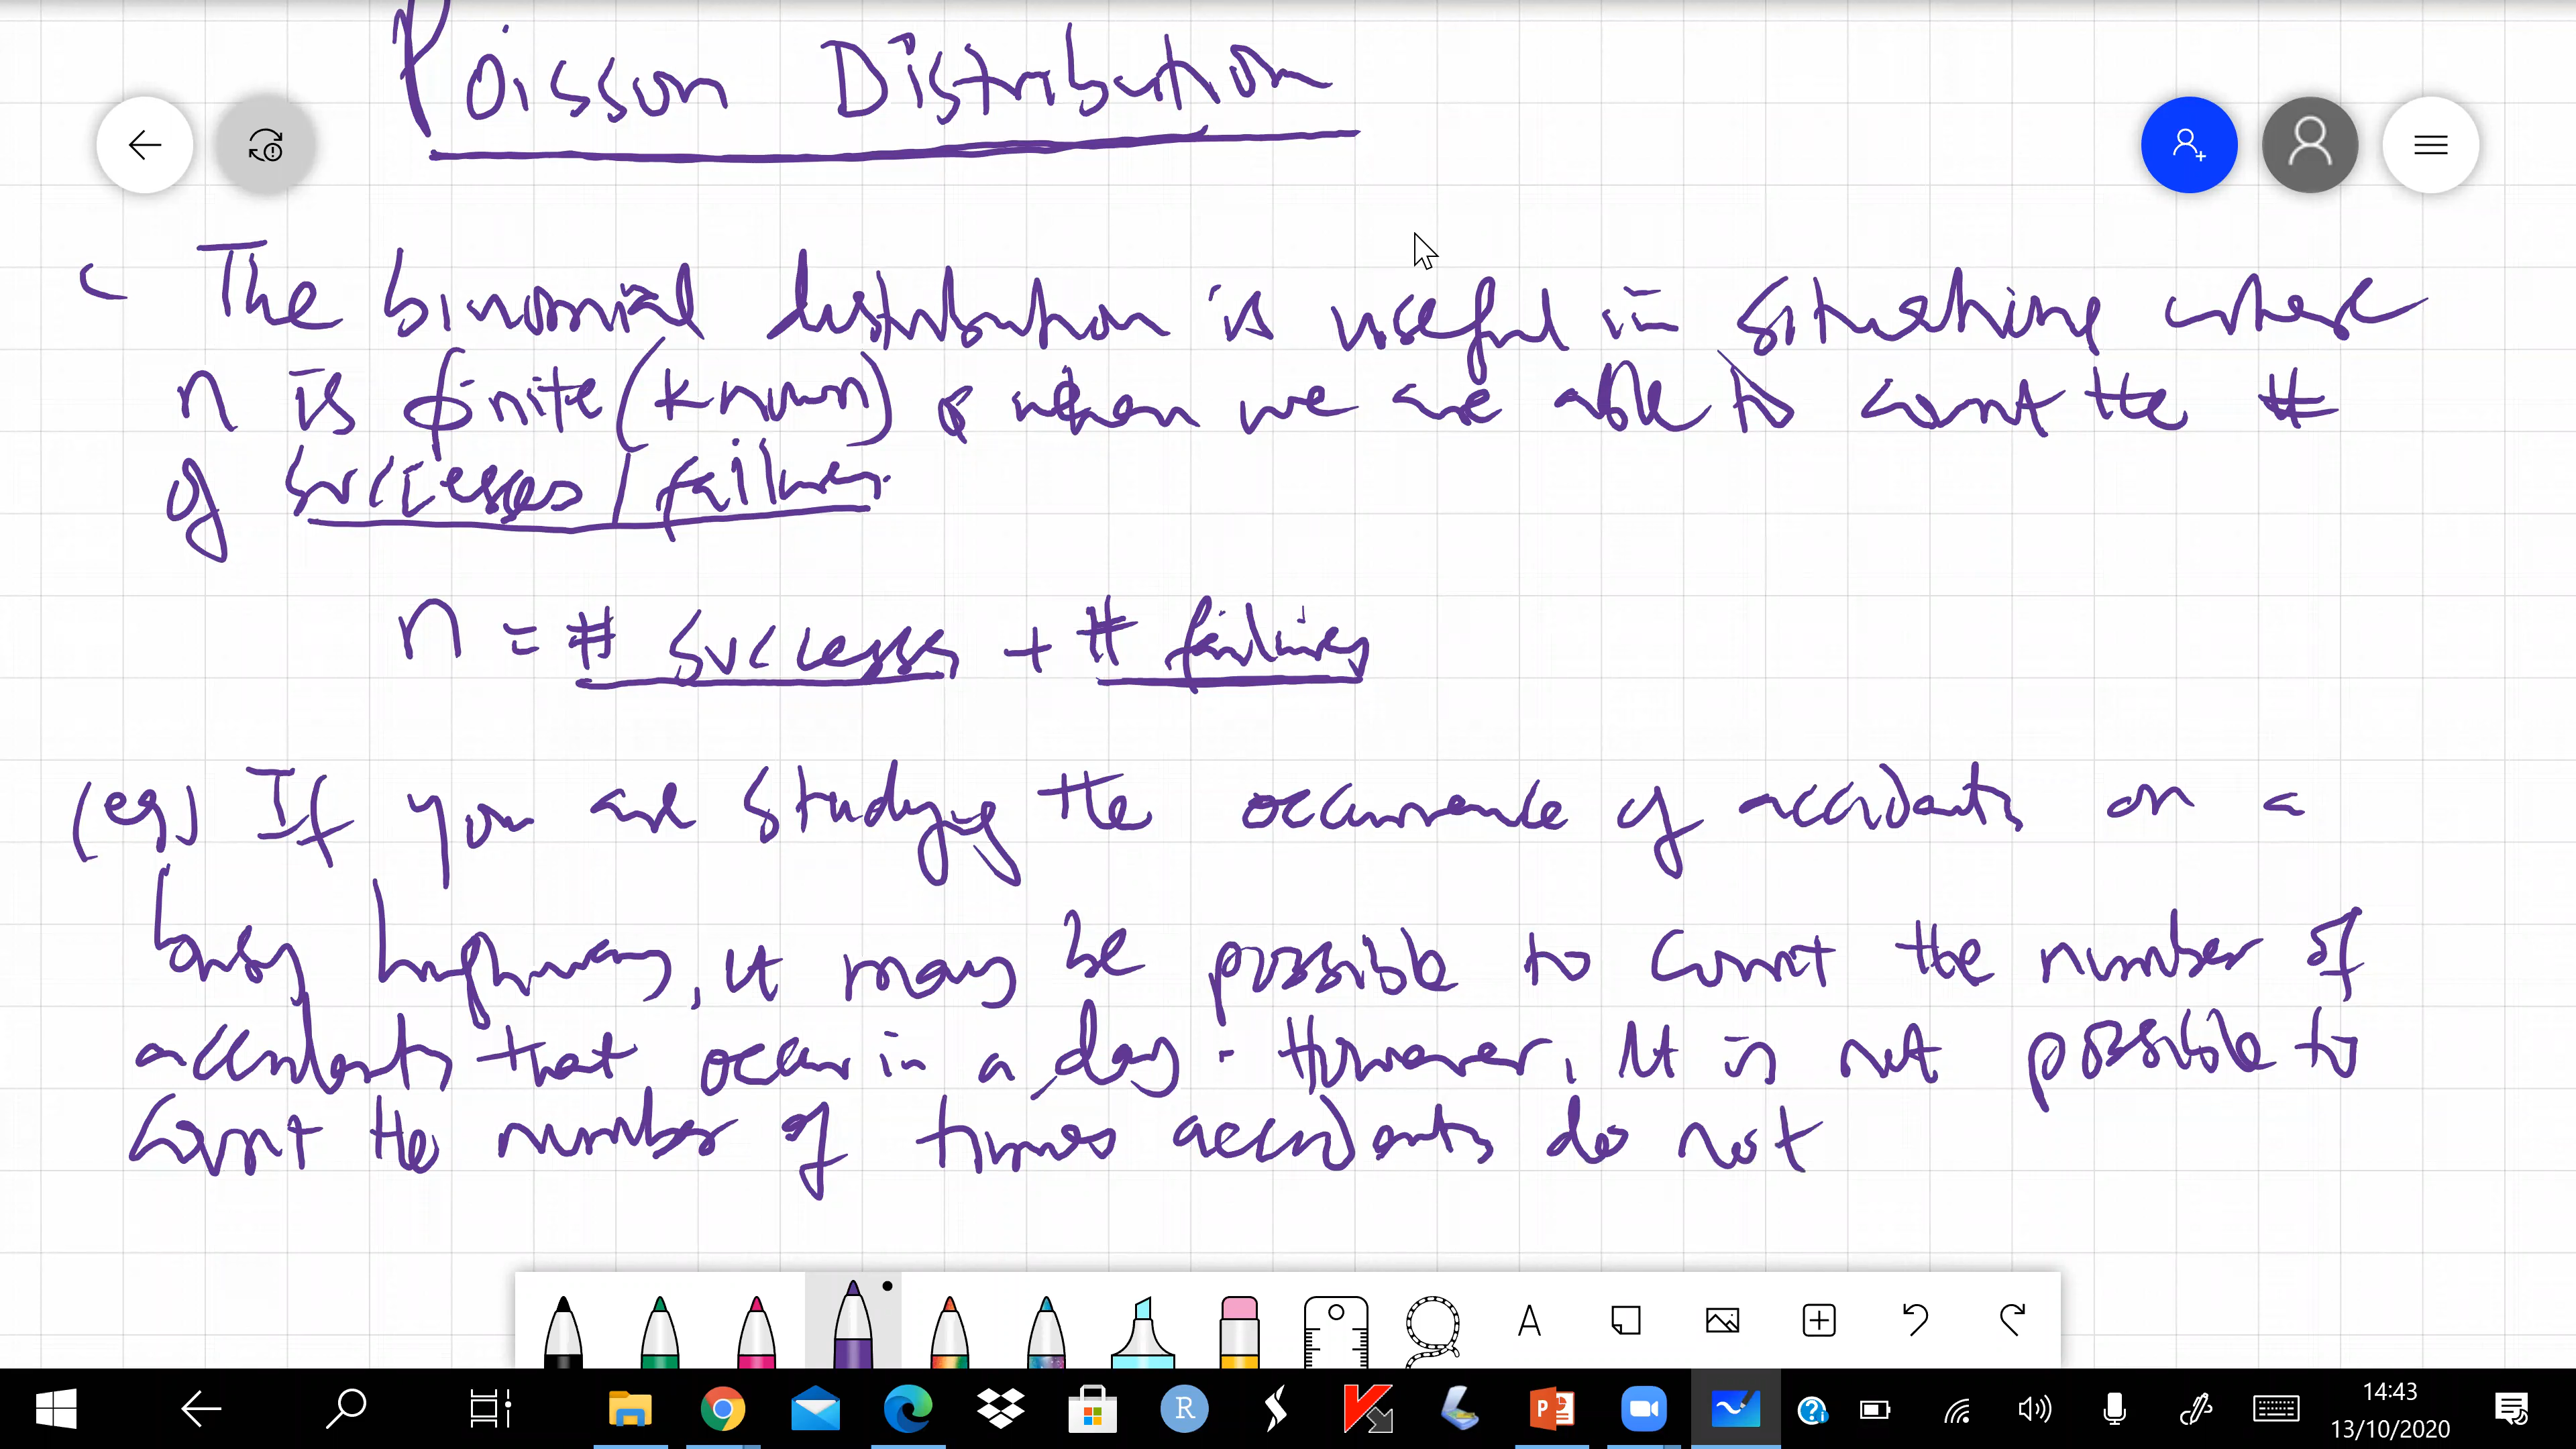 Poisson Distribution
The binomial distribution is useful in situations where
n is finite (known) & when we are able to count the #
of successes / failures.
n = # successes + # failures
(eg) If you are studying the occurrence of accidents on a
busy highway, it may be possible to count the number of
accidents that occur in a day. However, it is not possible to
count the number of times accidents do not
A
R
P
14:43
13/10/2020